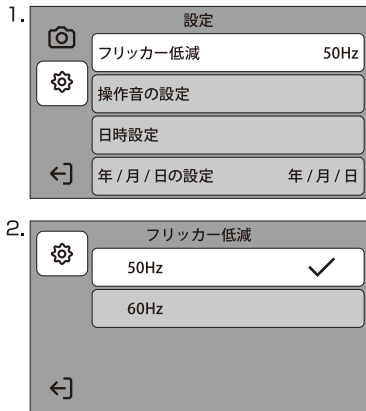 1.
設定
フリッカー低減 50Hz
操作音の設定
日時設定
年/月/日の設定 年/月/日
2.
フリッカー低減
50Hz
60Hz